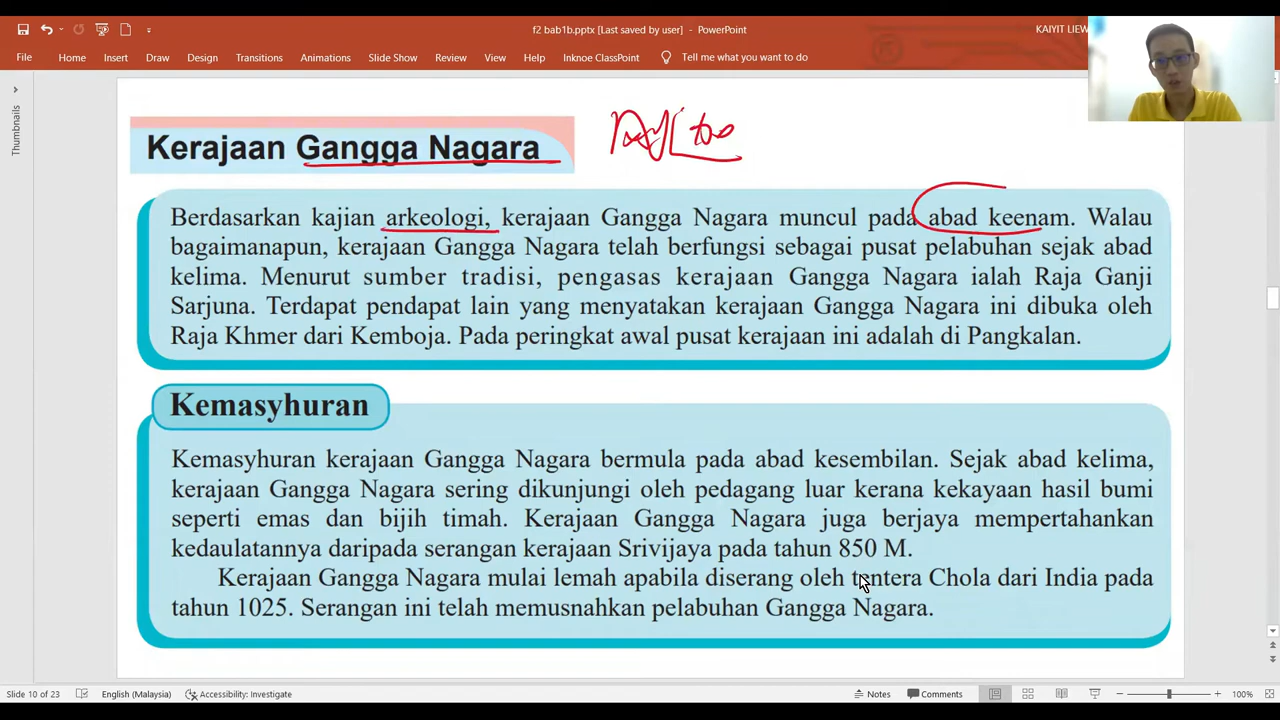 f2 bab1b.pptx [Last saved by user] - PowerPoint
KAIYIT LIEW
File Home Insert Draw Design Transitions Animations Slide Show Review View Help Inknoe ClassPoint Tell me what you want to do
Thumbnails
Kerajaan Gangga Nagara
Berdasarkan kajian arkeologi, kerajaan Gangga Nagara muncul pada abad keenam. Walau
bagaimanapun, kerajaan Gangga Nagara telah berfungsi sebagai pusat pelabuhan sejak abad
kelima. Menurut sumber tradisi, pengasas kerajaan Gangga Nagara ialah Raja Ganji
Sarjuna. Terdapat pendapat lain yang menyatakan kerajaan Gangga Nagara ini dibuka oleh
Raja Khmer dari Kemboja. Pada peringkat awal pusat kerajaan ini adalah di Pangkalan.
Kemasyhuran
Kemasyhuran kerajaan Gangga Nagara bermula pada abad kesembilan. Sejak abad kelima,
kerajaan Gangga Nagara sering dikunjungi oleh pedagang luar kerana kekayaan hasil bumi
seperti emas dan bijih timah. Kerajaan Gangga Nagara juga berjaya mempertahankan
kedaulatannya daripada serangan kerajaan Srivijaya pada tahun 850 M.
Kerajaan Gangga Nagara mulai lemah apabila diserang oleh tentera Chola dari India pada
tahun 1025. Serangan ini telah memusnahkan pelabuhan Gangga Nagara.
Slide 10 of 23 English (Malaysia) Accessibility: Investigate Notes Comments 100%